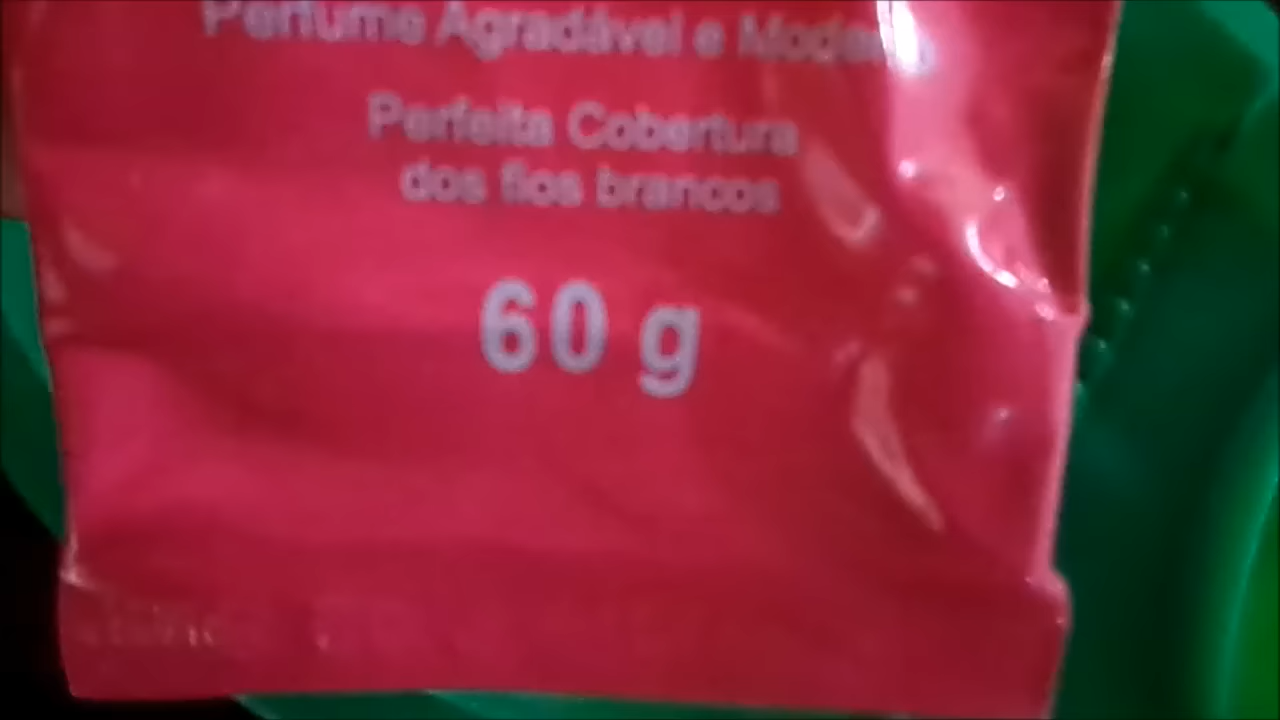 Perfume Agradável e Moderno
Perfeita Cobertura
dos fios brancos
60 g